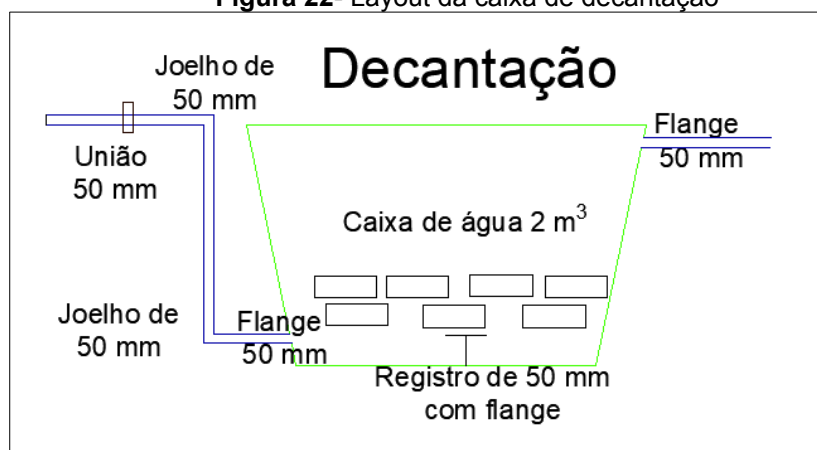 Figura 22- Layout da caixa de decantação
Decantação
Joelho de
50 mm
União
50 mm
Flange
50 mm
Caixa de água 2 m³
Joelho de
50 mm
Flange
50 mm
Registro de 50 mm
com flange